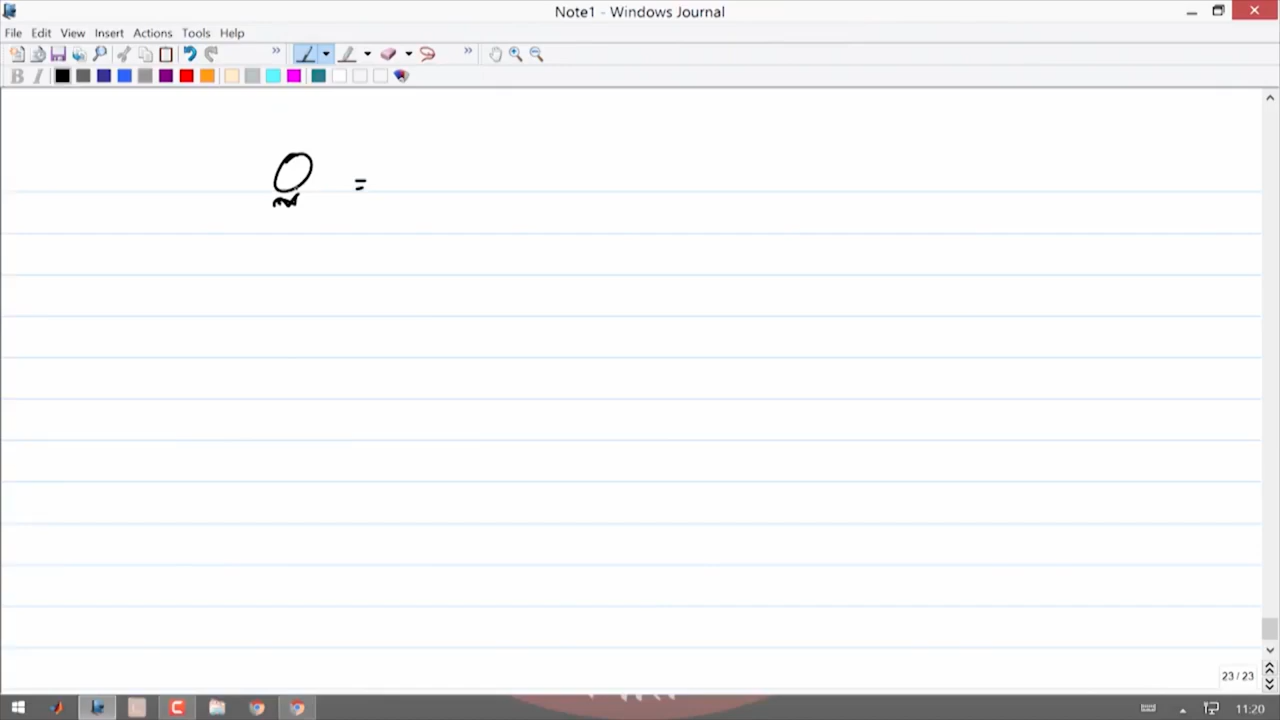 Note1 - Windows Journal
File Edit View Insert Actions Tools Help
B I
Q =
23 / 23
11:20